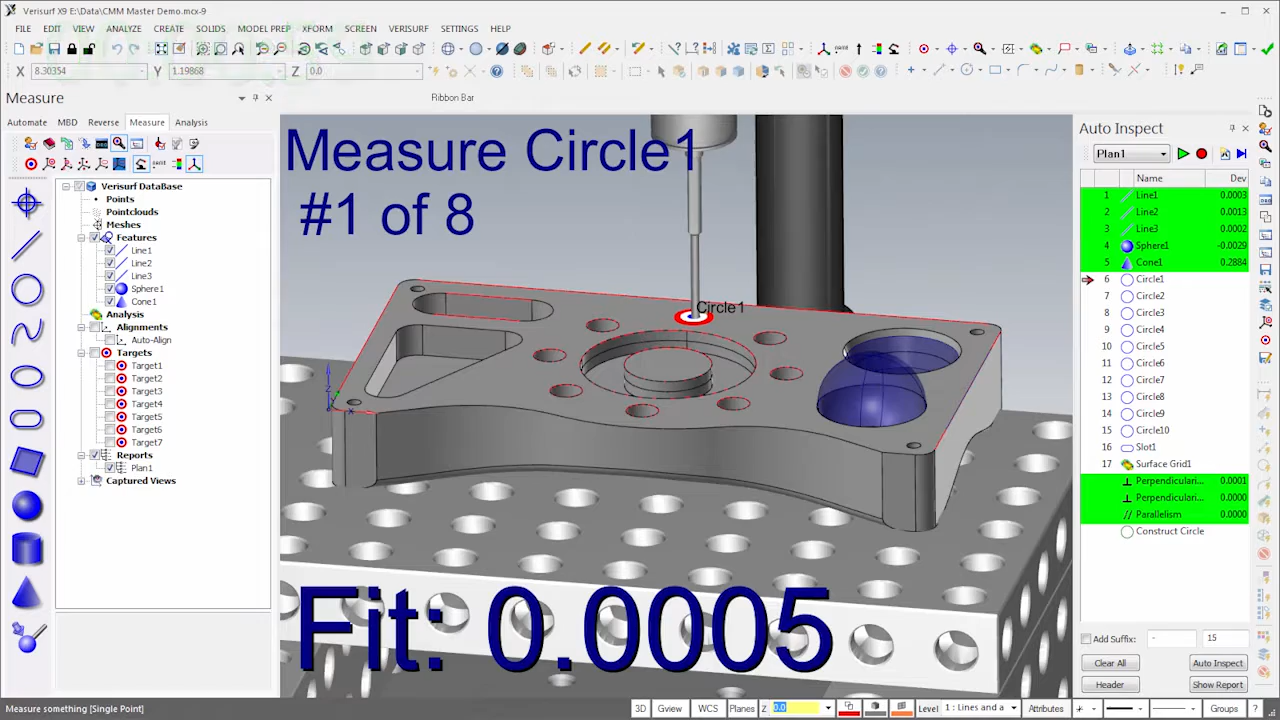 Verisurf X9 E:\Data\CMM Master Demo.mcx-9
FILE EDIT VIEW ANALYZE CREATE SOLIDS MODEL PREP XFORM SCREEN VERISURF SETTINGS HELP
X 8.30354 Y 1.19868 Z 0.0
Measure
Ribbon Bar
Automate MBD Reverse Measure Analysis
Verisurf DataBase
Points
Pointclouds
Meshes
Features
Line1
Line2
Line3
Sphere1
Cone1
Analysis
Alignments
Auto-Align
Targets
Target1
Target2
Target3
Target4
Target5
Target6
Target7
Reports
Plan1
Captured Views
Measure Circle1
#1 of 8
Circle1
Fit: 0.0005
Auto Inspect
Plan1
Name Dev
1 Line1 0.0003
2 Line2 0.0013
3 Line3 0.0002
4 Sphere1 -0.0029
5 Cone1 0.2884
6 Circle1
7 Circle2
8 Circle3
9 Circle4
10 Circle5
11 Circle6
12 Circle7
13 Circle8
14 Circle9
15 Circle10
16 Slot1
17 Surface Grid1
Perpendiculari... 0.0001
Perpendiculari... 0.0000
Parallelism 0.0000
Construct Circle
Add Suffix: - 15
Clear All Auto Inspect
Header Show Report
Measure something [Single Point]
3D Gview WCS Planes Z 0.0 Level 1 : Lines and a Attributes Groups ?